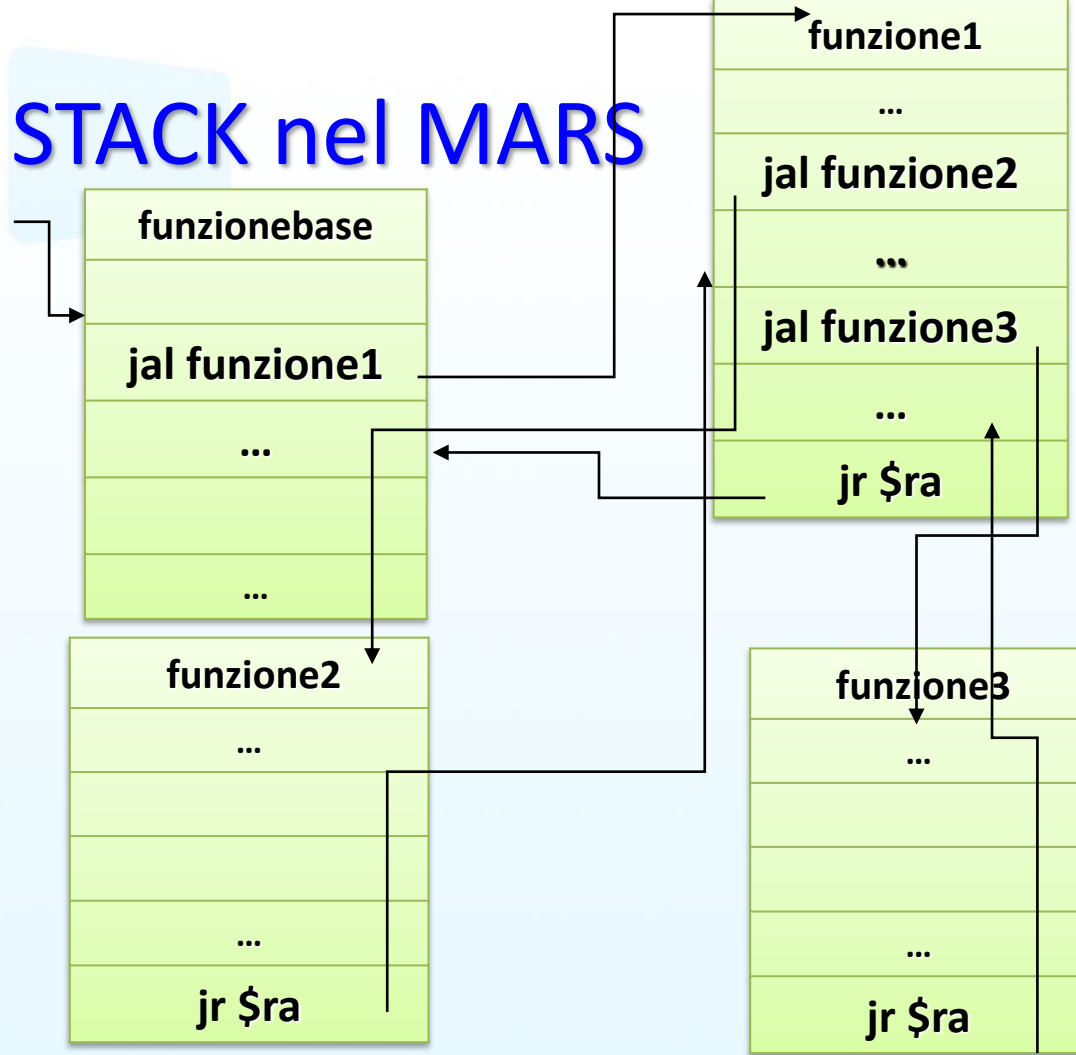 STACK nel MARS
funzionebase
jal funzione1
...
...
funzione1
...
jal funzione2
...
jal funzione3
...
jr $ra
funzione2
...
...
jr $ra
funzione3
...
...
jr $ra